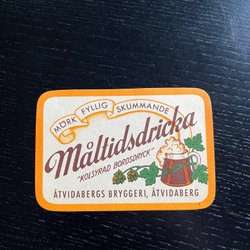 MÖRK FYLLIG SKUMMANDE
Måltidsdricka
"KOLSYRAD BORDSDRYCK"
ÅTVIDABERGS BRYGGERI, ÅTVIDABERG